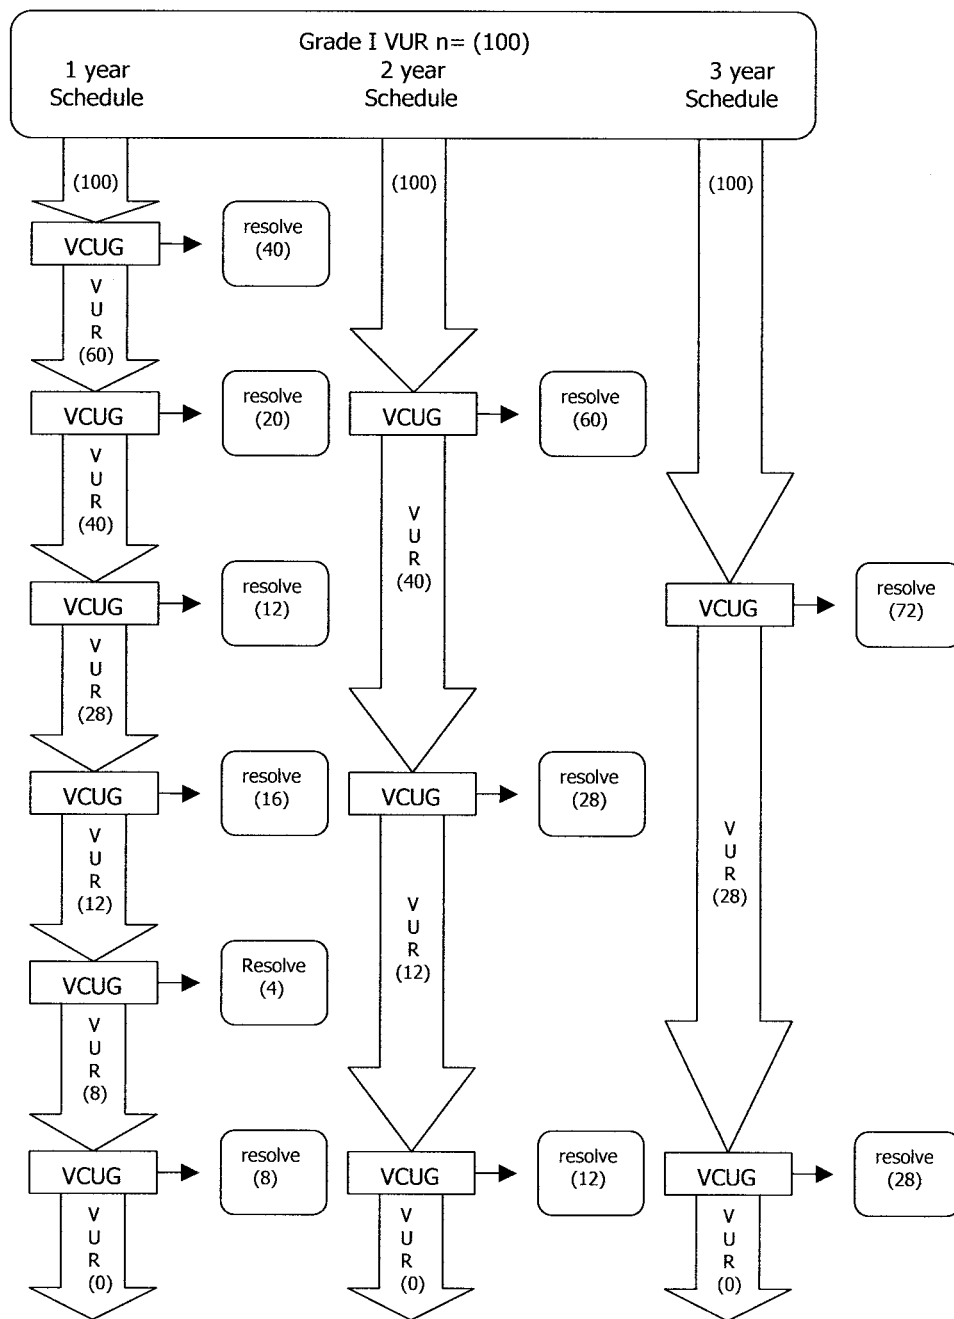 Grade I VUR n= (100)
1 year
Schedule
2 year
Schedule
3 year
Schedule
(100)
(100)
(100)
VCUG
resolve
(40)
V
U
R
(60)
VCUG
resolve
(20)
VCUG
resolve
(60)
V
U
R
(40)
V
U
R
(40)
VCUG
resolve
(12)
VCUG
resolve
(72)
V
U
R
(28)
VCUG
resolve
(16)
VCUG
resolve
(28)
V
U
R
(12)
V
U
R
(12)
V
U
R
(28)
VCUG
Resolve
(4)
V
U
R
(8)
VCUG
resolve
(8)
VCUG
resolve
(12)
VCUG
resolve
(28)
V
U
R
(0)
V
U
R
(0)
V
U
R
(0)